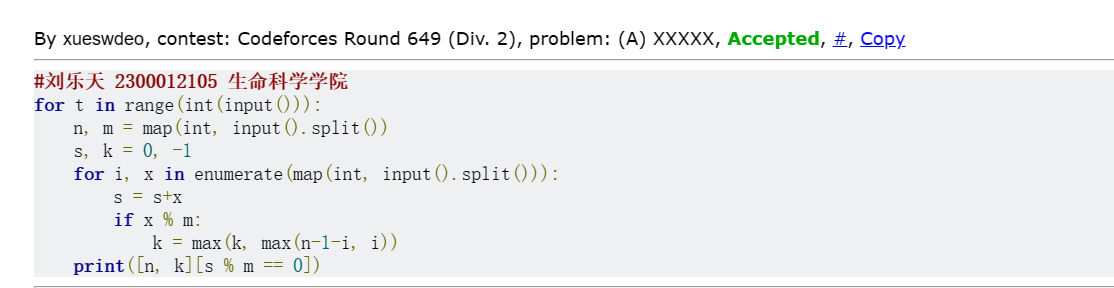 By xueswdeo, contest: Codeforces Round 649 (Div. 2), problem: (A) XXXXX, Accepted, #, Copy
#刘乐天 2300012105 生命科学学院
for t in range(int(input())):
    n, m = map(int, input().split())
    s, k = 0, -1
    for i, x in enumerate(map(int, input().split())):
        s = s+x
        if x % m:
            k = max(k, max(n-1-i, i))
    print([n, k][s % m == 0])